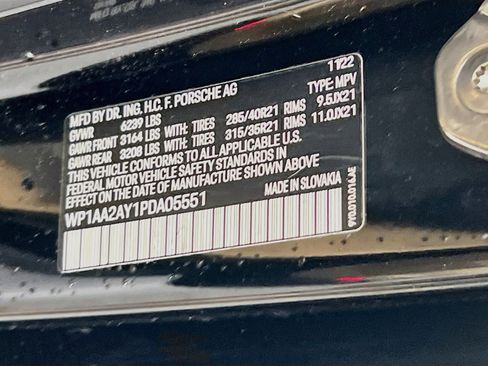 MFD BY DR. ING. H.C. F. PORSCHE AG 11/22
GVWR 6239 LBS TYPE: MPV
GAWR FRONT 3164 LBS WITH: TIRES 285/40R21 RIMS 9.5JX21
GAWR REAR 3208 LBS WITH: TIRES 315/35R21 RIMS 11.0JX21
THIS VEHICLE CONFORMS TO ALL APPLICABLE U.S.
FEDERAL MOTOR VEHICLE SAFETY STANDARDS IN
EFFECT ON THE DATE OF MANUFACTURE SHOWN ABOVE
WP1AA2AY1PDA05551 MADE IN SLOVAKIA